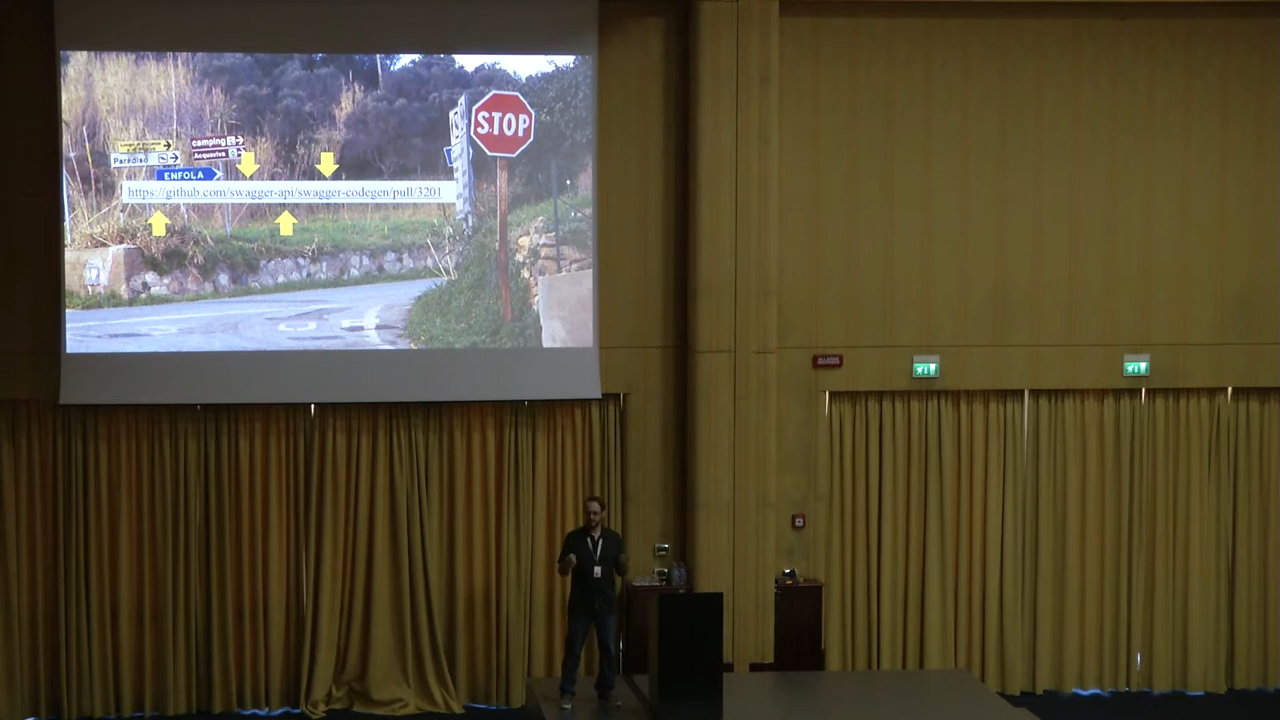 camping
Paradiso
Acquaviva
ENFOLA
STOP
https://github.com/swagger-api/swagger-codegen/pull/3201